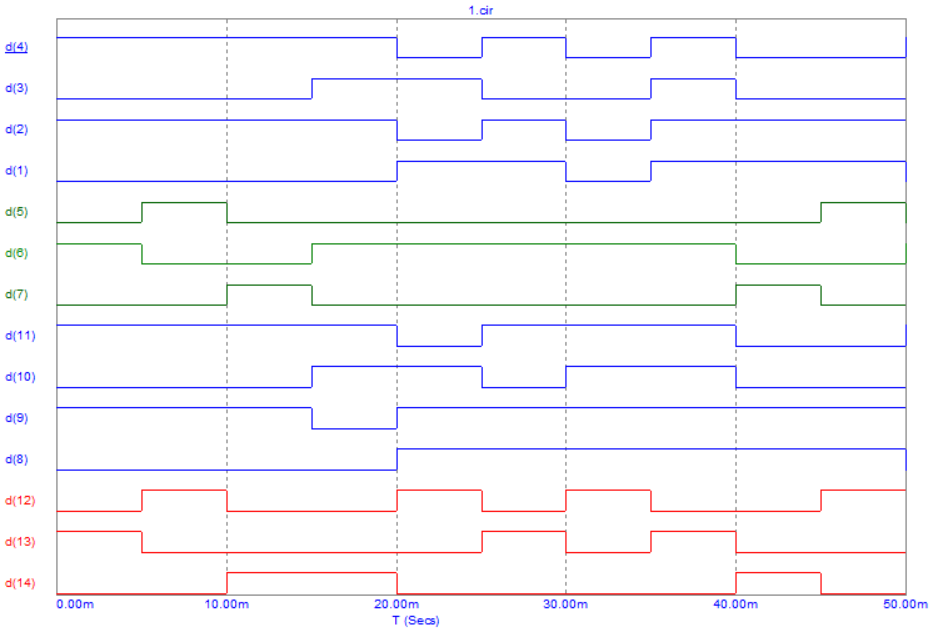 1.cir
d(4)
d(3)
d(2)
d(1)
d(5)
d(6)
d(7)
d(11)
d(10)
d(9)
d(8)
d(12)
d(13)
d(14)
0.00m 10.00m 20.00m 30.00m 40.00m 50.00m
T (Secs)